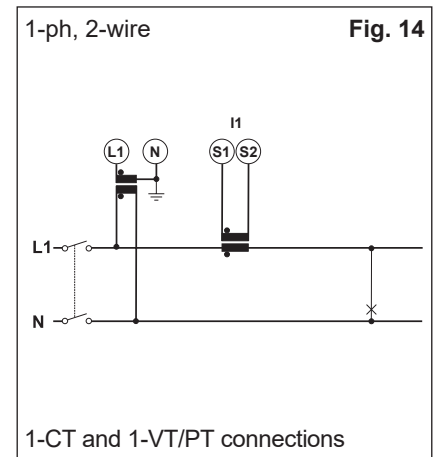 1-ph, 2-wire Fig. 14
I1
L1 N S1 S2
L1
N
1-CT and 1-VT/PT connections